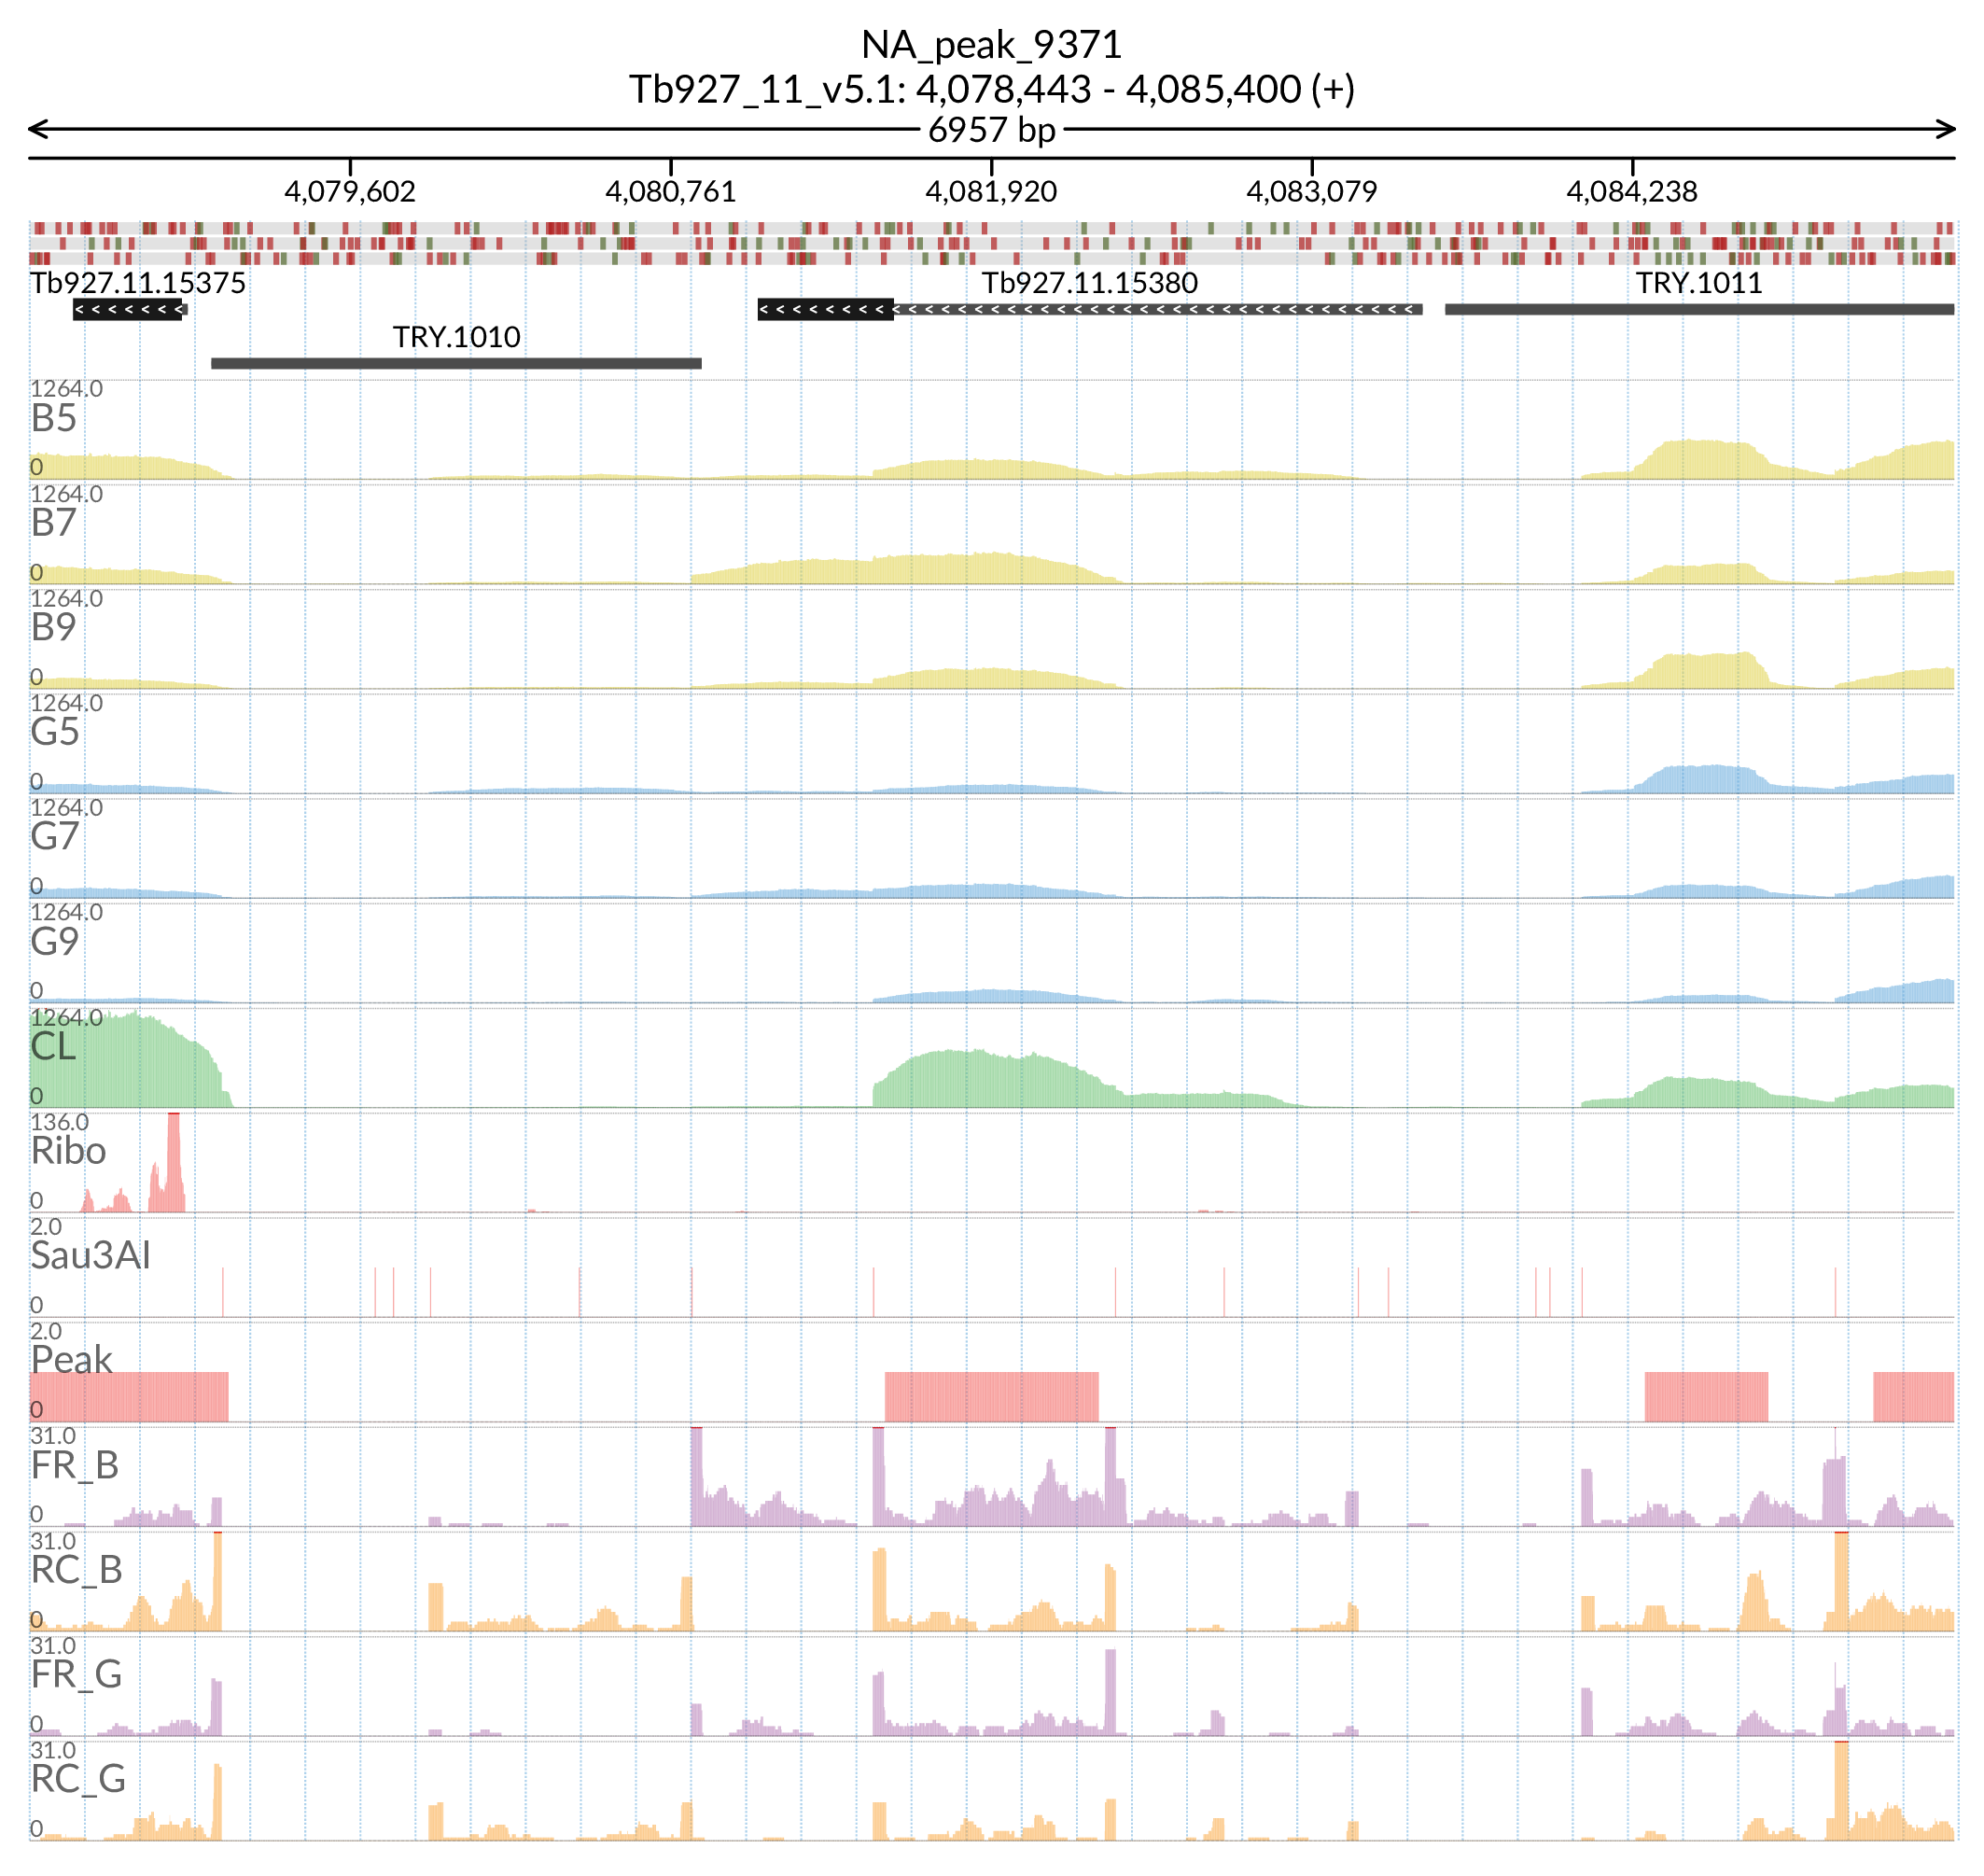 NA_peak_9371
Tb927_11_v5.1: 4,078,443 - 4,085,400 (+)
6957 bp
4,079,602 4,080,761 4,081,920 4,083,079 4,084,238
Tb927.11.15375 Tb927.11.15380 TRY.1011
TRY.1010
1264.0
B5
0
1264.0
B7
0
1264.0
B9
0
1264.0
G5
0
1264.0
G7
0
1264.0
G9
0
1264.0
CL
0
136.0
Ribo
0
2.0
Sau3AI
0
2.0
Peak
0
31.0
FR_B
0
31.0
RC_B
0
31.0
FR_G
0
31.0
RC_G
0